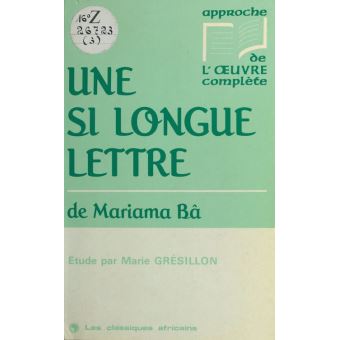 16° Z
26723
(3)
approche
de
L'ŒUVRE
complète
UNE
SI LONGUE
LETTRE
de Mariama Bâ
Etude par Marie GRÉSILLON
Les classiques africains